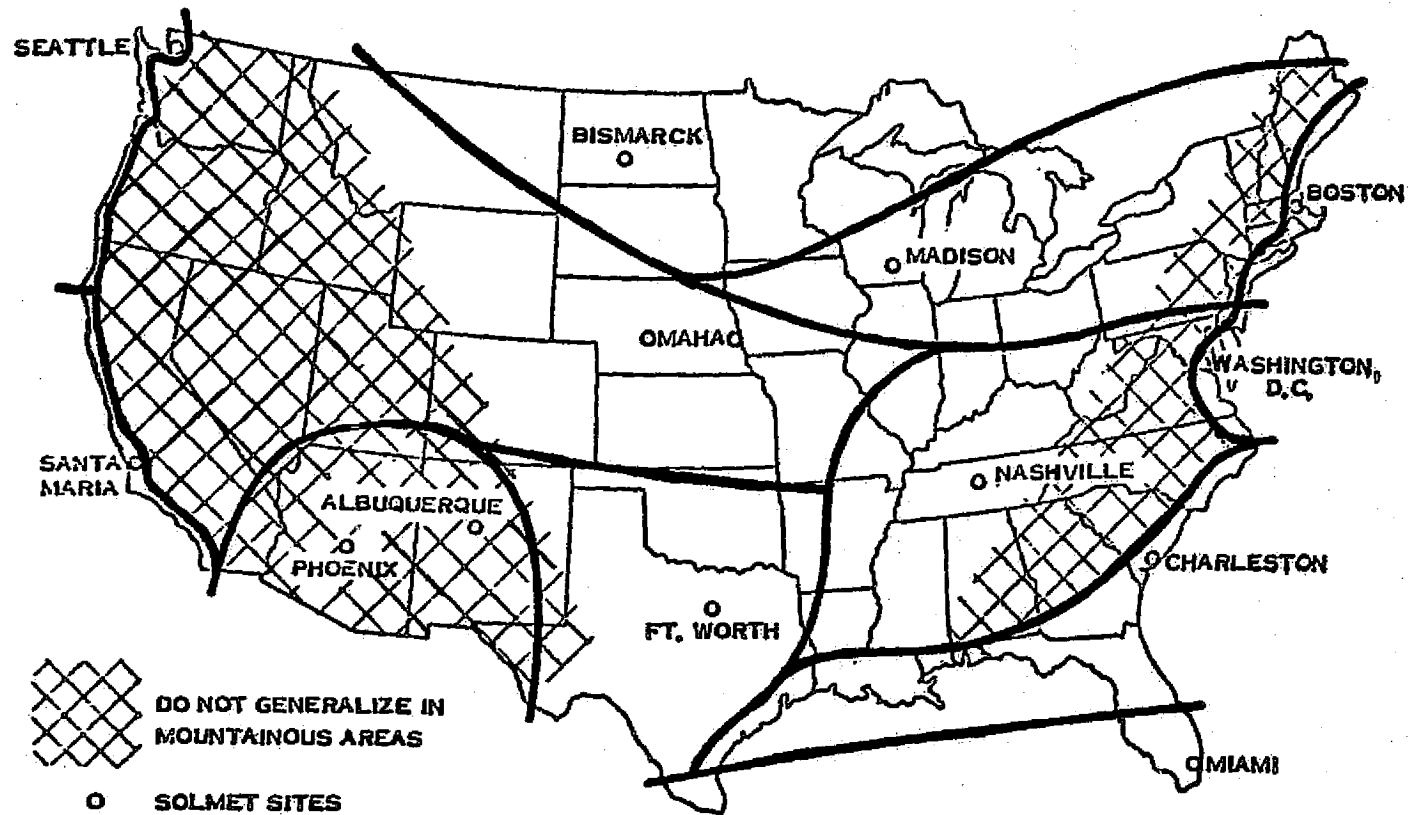 SEATTLE
BISMARCK
BOSTON
MADISON
OMAHA
WASHINGTON,
D.C.
SANTA
MARIA
NASHVILLE
ALBUQUERQUE
PHOENIX
CHARLESTON
FT. WORTH
DO NOT GENERALIZE IN
MOUNTAINOUS AREAS
MIAMI
SOLMET SITES